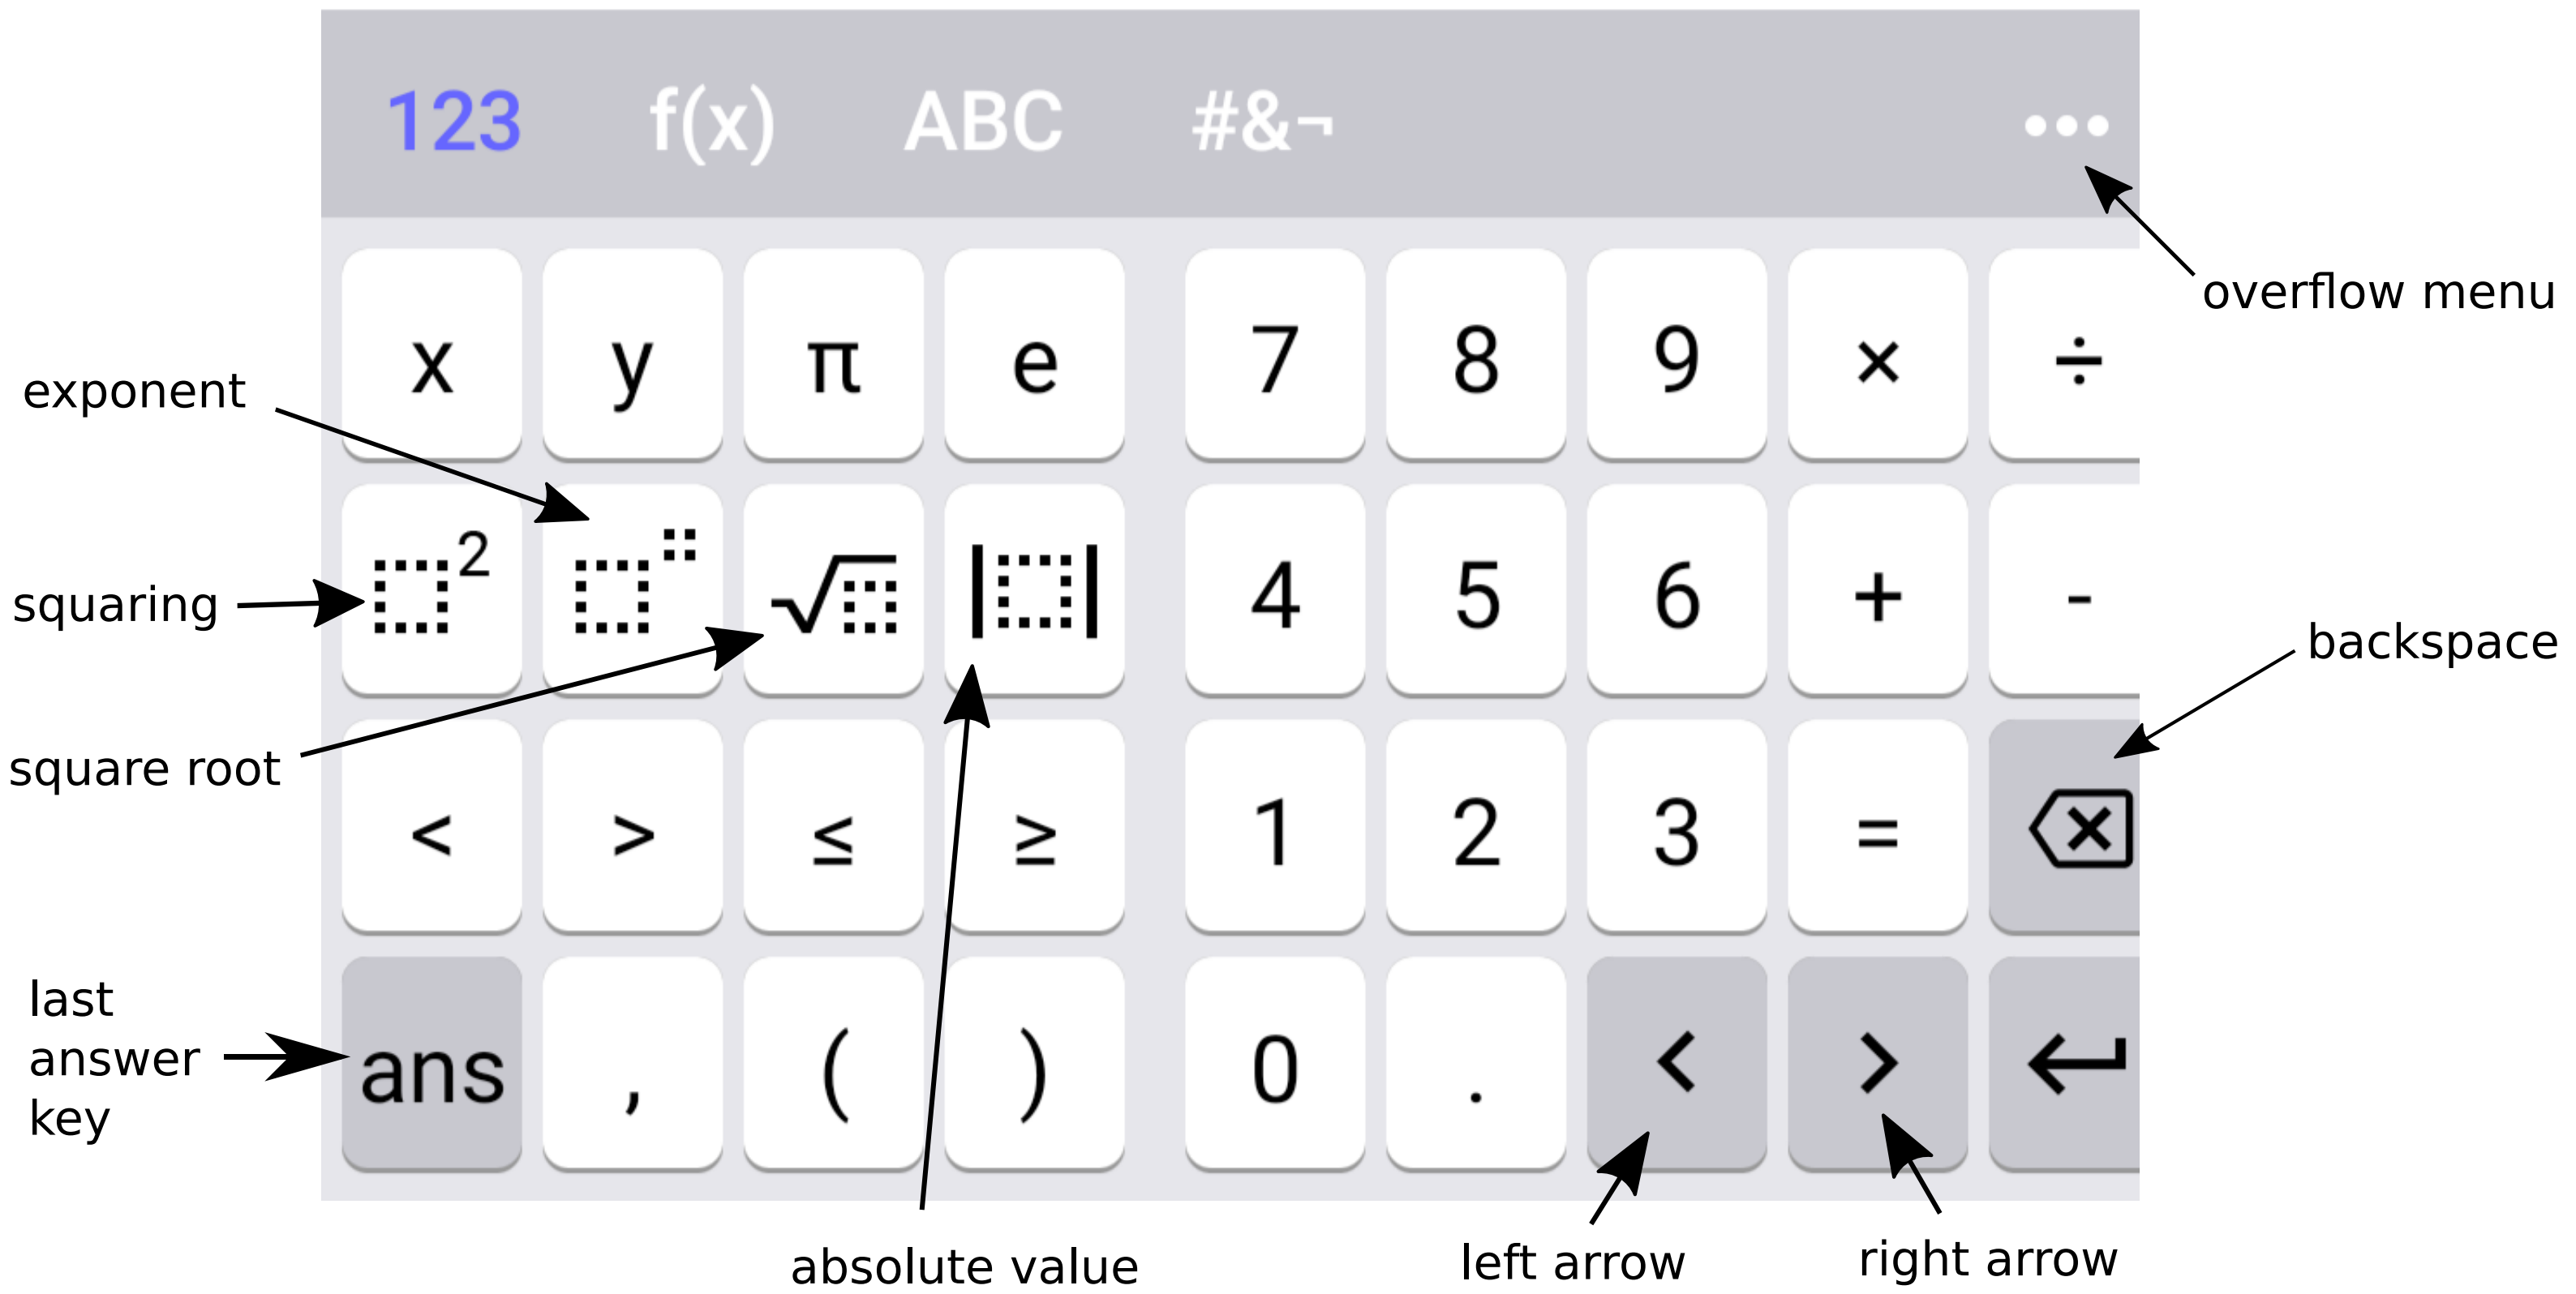 123 f(x) ABC #&¬ •••
overflow menu
x y π e 7 8 9 × ÷
exponent
² √ | | 4 5 6 + -
squaring
backspace
square root
< > ≤ ≥ 1 2 3 =
last
answer
key
ans , ( ) 0 . < >
absolute value
left arrow
right arrow